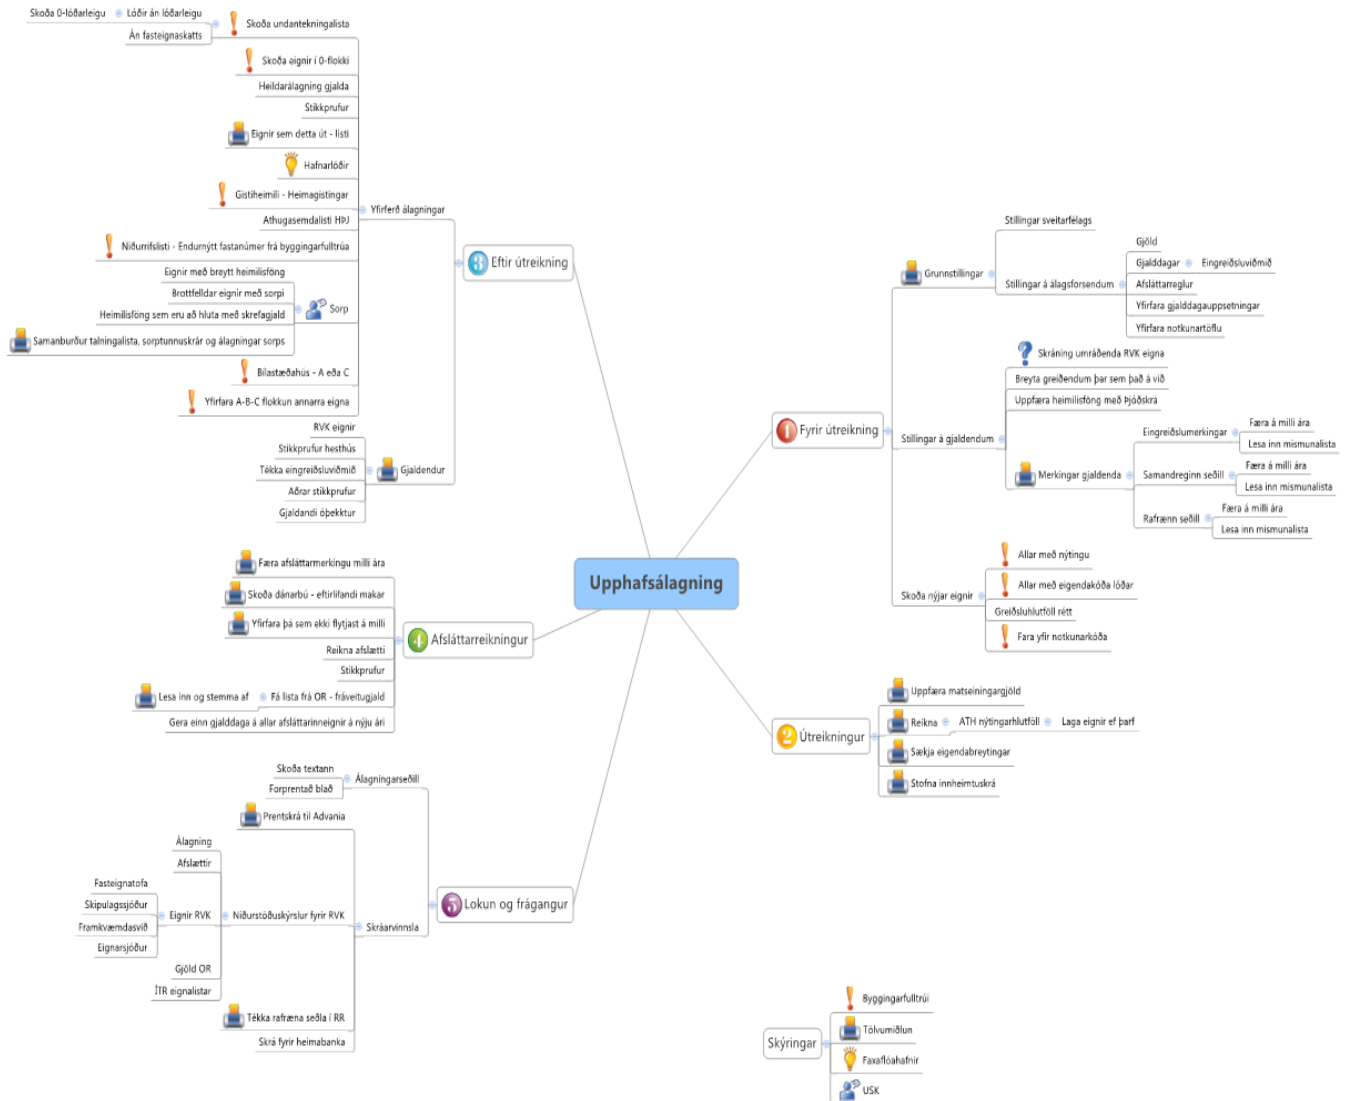 Upphafsálagning
Fyrir útreikning
Grunnstillingar
Stillingar sveitarfélags
Stillingar á álagsforsendum
Gjöld
Gjalddagar
Eingreiðsluviðmið
Afsláttarreglur
Yfirfara gjalddagauppsetningar
Yfirfara notkunartöflu
Stillingar á gjaldendum
Skráning umráðenda RVK eigna
Breyta greiðendum þar sem það á við
Uppfæra heimilisföng með Þjóðskrá
Merkingar gjaldenda
Eingreiðslumerkingar
Færa á milli ára
Lesa inn mismunalista
Samandreginn seðill
Færa á milli ára
Lesa inn mismunalista
Rafrænn seðill
Færa á milli ára
Lesa inn mismunalista
Skoða nýjar eignir
Allar með nýtingu
Allar með eigendakóða lóðar
Greiðsluhlutföll rétt
Fara yfir notkunarkóða
Útreikningur
Uppfæra matseiningargjöld
Reikna
ATH nýtingarhlutföll
Laga eignir ef þarf
Sækja eigendabreytingar
Stofna innheimtuskrá
Eftir útreikning
Yfirferð álagningar
Skoða undantekningalista
Lóðir án lóðarleigu
Skoða 0-lóðarleigu
Án fasteignaskatts
Skoða eignir í 0-flokki
Heildarálagning gjalda
Stikkprufur
Eignir sem detta út - listi
Hafnarlóðir
Gistiheimili - Heimagistingar
Athugasemdalisti HÞJ
Niðurrifslisti - Endurnýtt fastanúmer frá byggingarfulltrúa
Sorp
Eignir með breytt heimilisföng
Brottfelldar eignir með sorpi
Heimilisföng sem eru að hluta með skrefagjald
Samanburður talningalista, sorptunnuskrár og álagningar sorps
Bílastæðahús - A eða C
Yfirfara A-B-C flokkun annarra eigna
Gjaldendur
RVK eignir
Stikkprufur hesthús
Tékka eingreiðsluviðmið
Aðrar stikkprufur
Gjaldandi óþekktur
Afsláttarreikningur
Færa afsláttarmerkingu milli ára
Skoða dánarbú - eftirlifandi makar
Yfirfara þá sem ekki flytjast á milli
Reikna afslætti
Stikkprufur
Fá lista frá OR - fráveitugjald
Lesa inn og stemma af
Gera einn gjalddaga á allar afsláttarinneignir á nýju ári
Lokun og frágangur
Álagningarseðill
Skoða textann
Forprentað blað
Skráarvinnsla
Prentskrá til Advania
Niðurstöðuskýrslur fyrir RVK
Álagning
Afslættir
Eignir RVK
Fasteignatofa
Skipulagssjóður
Framkvæmdasvið
Eignarsjóður
Gjöld OR
ÍTR eignalistar
Tékka rafræna seðla í RR
Skrá fyrir heimabanka
Skýringar
Byggingarfulltrúi
Tölvumiðlun
Faxaflóahafnir
USK